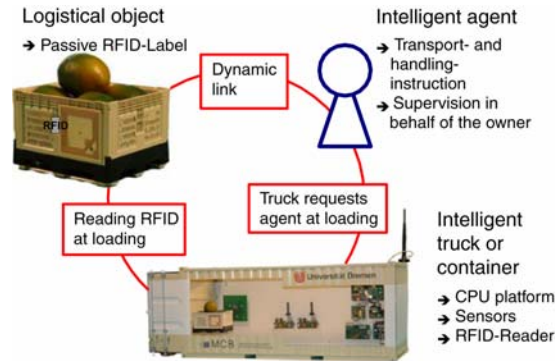 Logistical object
→ Passive RFID-Label
RFID
Dynamic
link
Intelligent agent
→ Transport- and
handling-
instruction
→ Supervision in
behalf of the owner
Reading RFID
at loading
Truck requests
agent at loading
Intelligent
truck or
container
→ CPU platform
→ Sensors
→ RFID-Reader
Universität Bremen
MCB